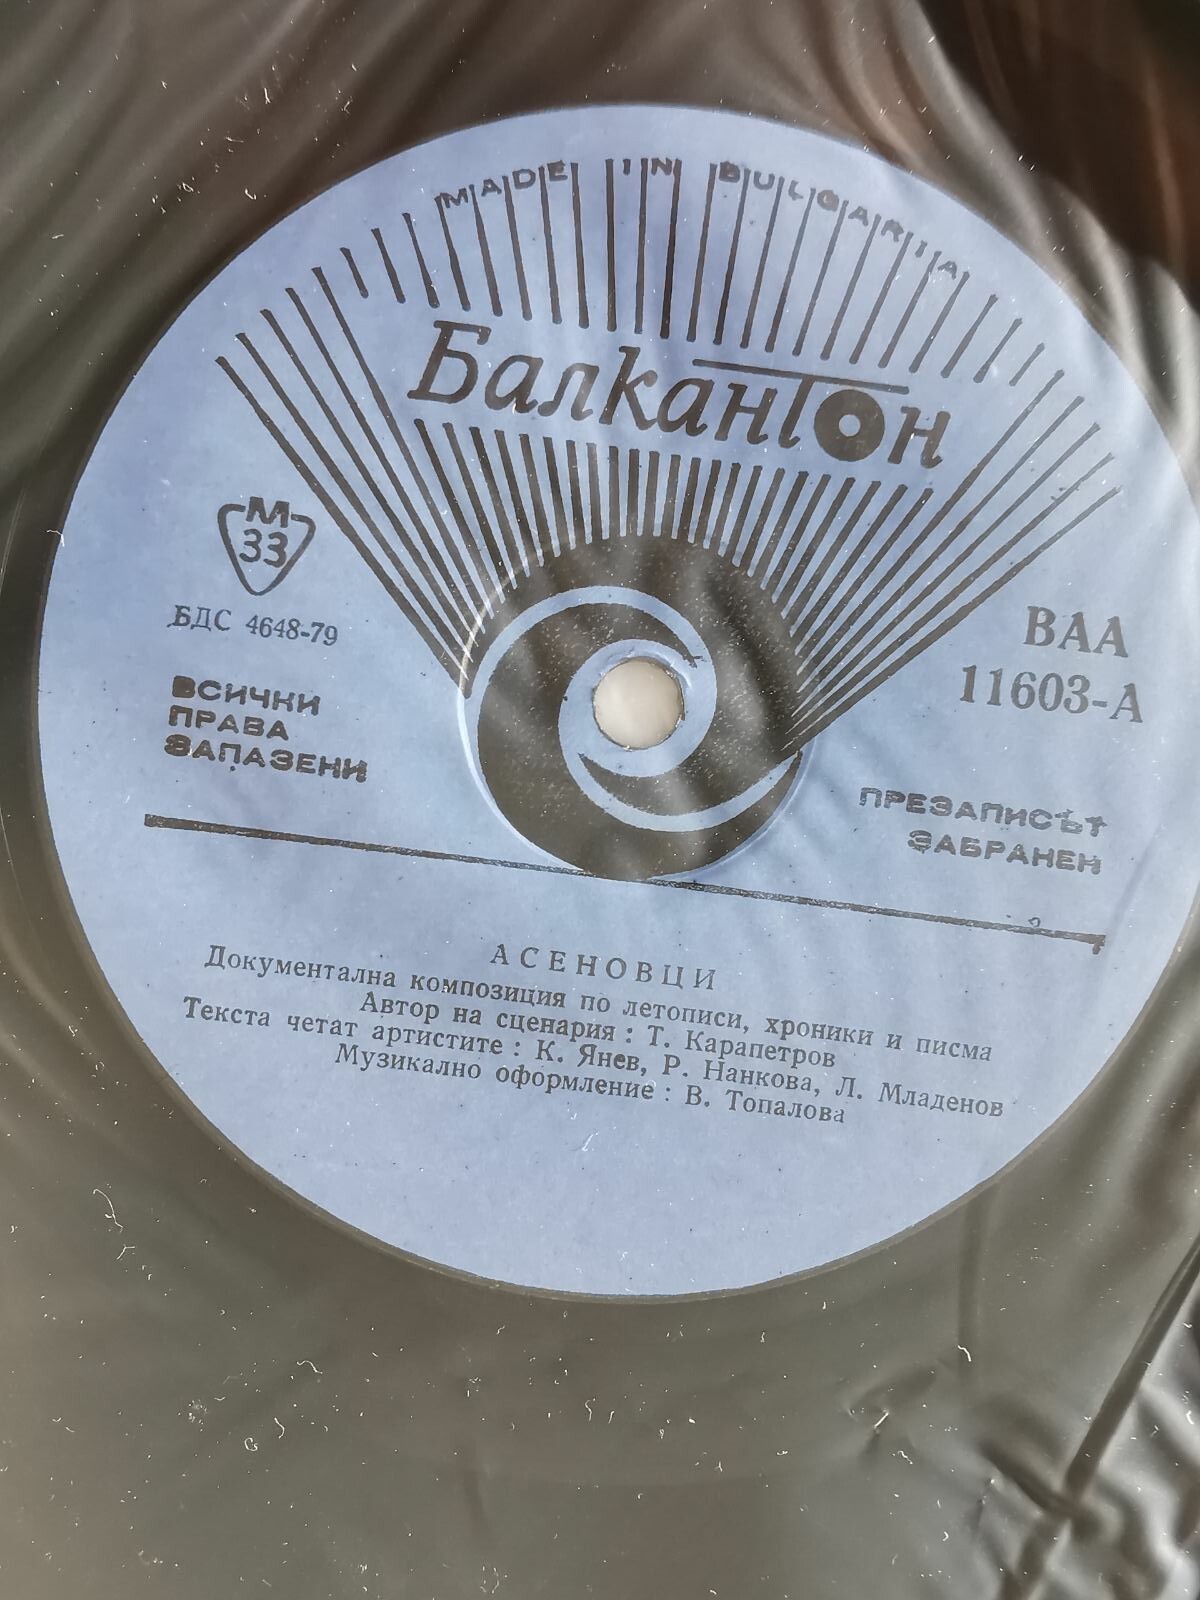 MADE IN BULGARIA
Балкантон
М
33
БДС 4648-79
ВСИЧКИ
ПРАВА
ЗАПАЗЕНИ
ВАА
11603-А
ПРЕЗАПИСЪТ
ЗАБРАНЕН
АСЕНОВЦИ
Документална композиция по летописи, хроники и писма
Автор на сценария : Т. Карапетров
Текста четат артистите : К. Янев, Р. Нанкова, Л. Младенов
Музикално оформление : В. Топалова